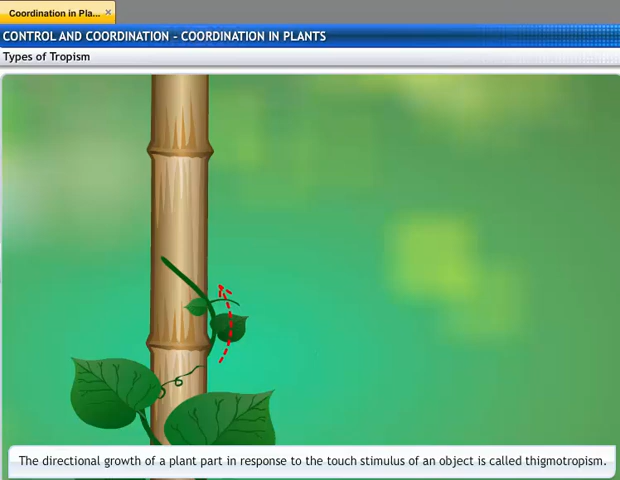 Coordination in Pla...
CONTROL AND COORDINATION - COORDINATION IN PLANTS
Types of Tropism
The directional growth of a plant part in response to the touch stimulus of an object is called thigmotropism.